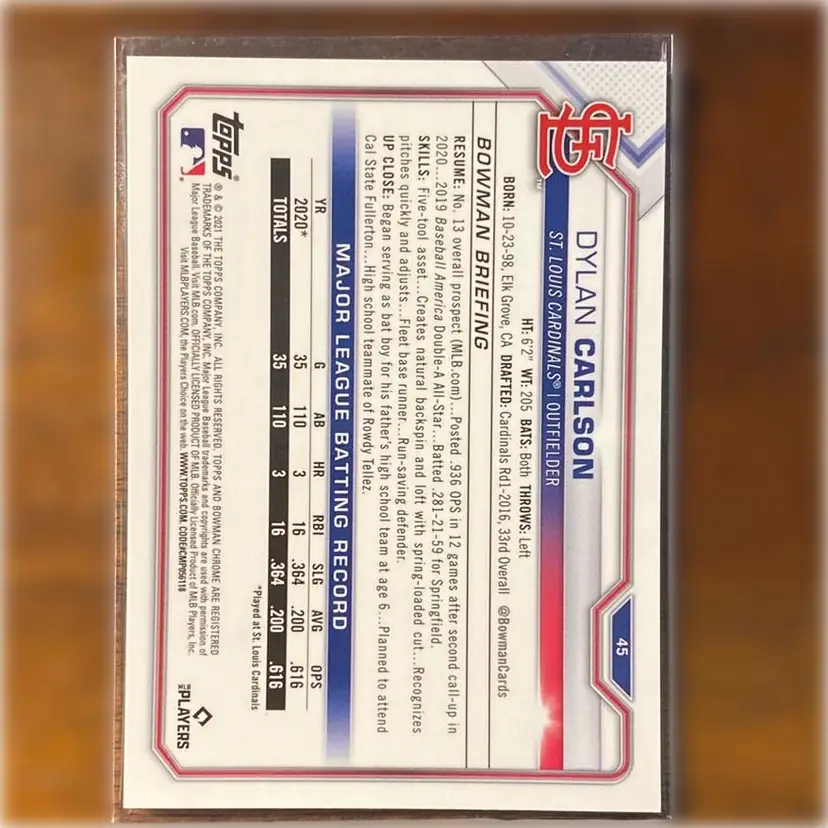 45
STL
DYLAN CARLSON
ST. LOUIS CARDINALS® | OUTFIELDER
HT: 6'2" WT: 205 BATS: Both THROWS: Left
BORN: 10-23-98, Elk Grove, CA DRAFTED: Cardinals Rd1-2016, 33rd Overall @BowmanCards
BOWMAN BRIEFING
RESUME: No. 13 overall prospect (MLB.com)...Posted .936 OPS in 12 games after second call-up in
2020...2019 Baseball America Double-A All-Star...Batted .281-21-59 for Springfield.
SKILLS: Five-tool asset...Creates natural backspin and loft with spring-loaded cut...Recognizes
pitches quickly and adjusts...Fleet base runner...Run-saving defender.
UP CLOSE: Began serving as bat boy for his father's high school team at age 6...Planned to attend
Cal State Fullerton...High school teammate of Rowdy Tellez.
MAJOR LEAGUE BATTING RECORD
YR G AB HR RBI SLG AVG OPS
2020* 35 110 3 16 .364 .200 .616
TOTALS 35 110 3 16 .364 .200 .616
*Played at St. Louis Cardinals
topps®
® & © 2021 THE TOPPS COMPANY, INC. ALL RIGHTS RESERVED. TOPPS AND BOWMAN CHROME ARE REGISTERED
TRADEMARKS OF THE TOPPS COMPANY, INC. Major League Baseball trademarks and copyrights are used with permission of
Major League Baseball. Visit MLB.com. OFFICIALLY LICENSED PRODUCT OF MLB. Officially Licensed Product of MLB Players, Inc.
Visit MLBPLAYERS.COM, the Players Choice on the web. WWW.TOPPS.COM. CODE#CMP056118
MLB PLAYERS